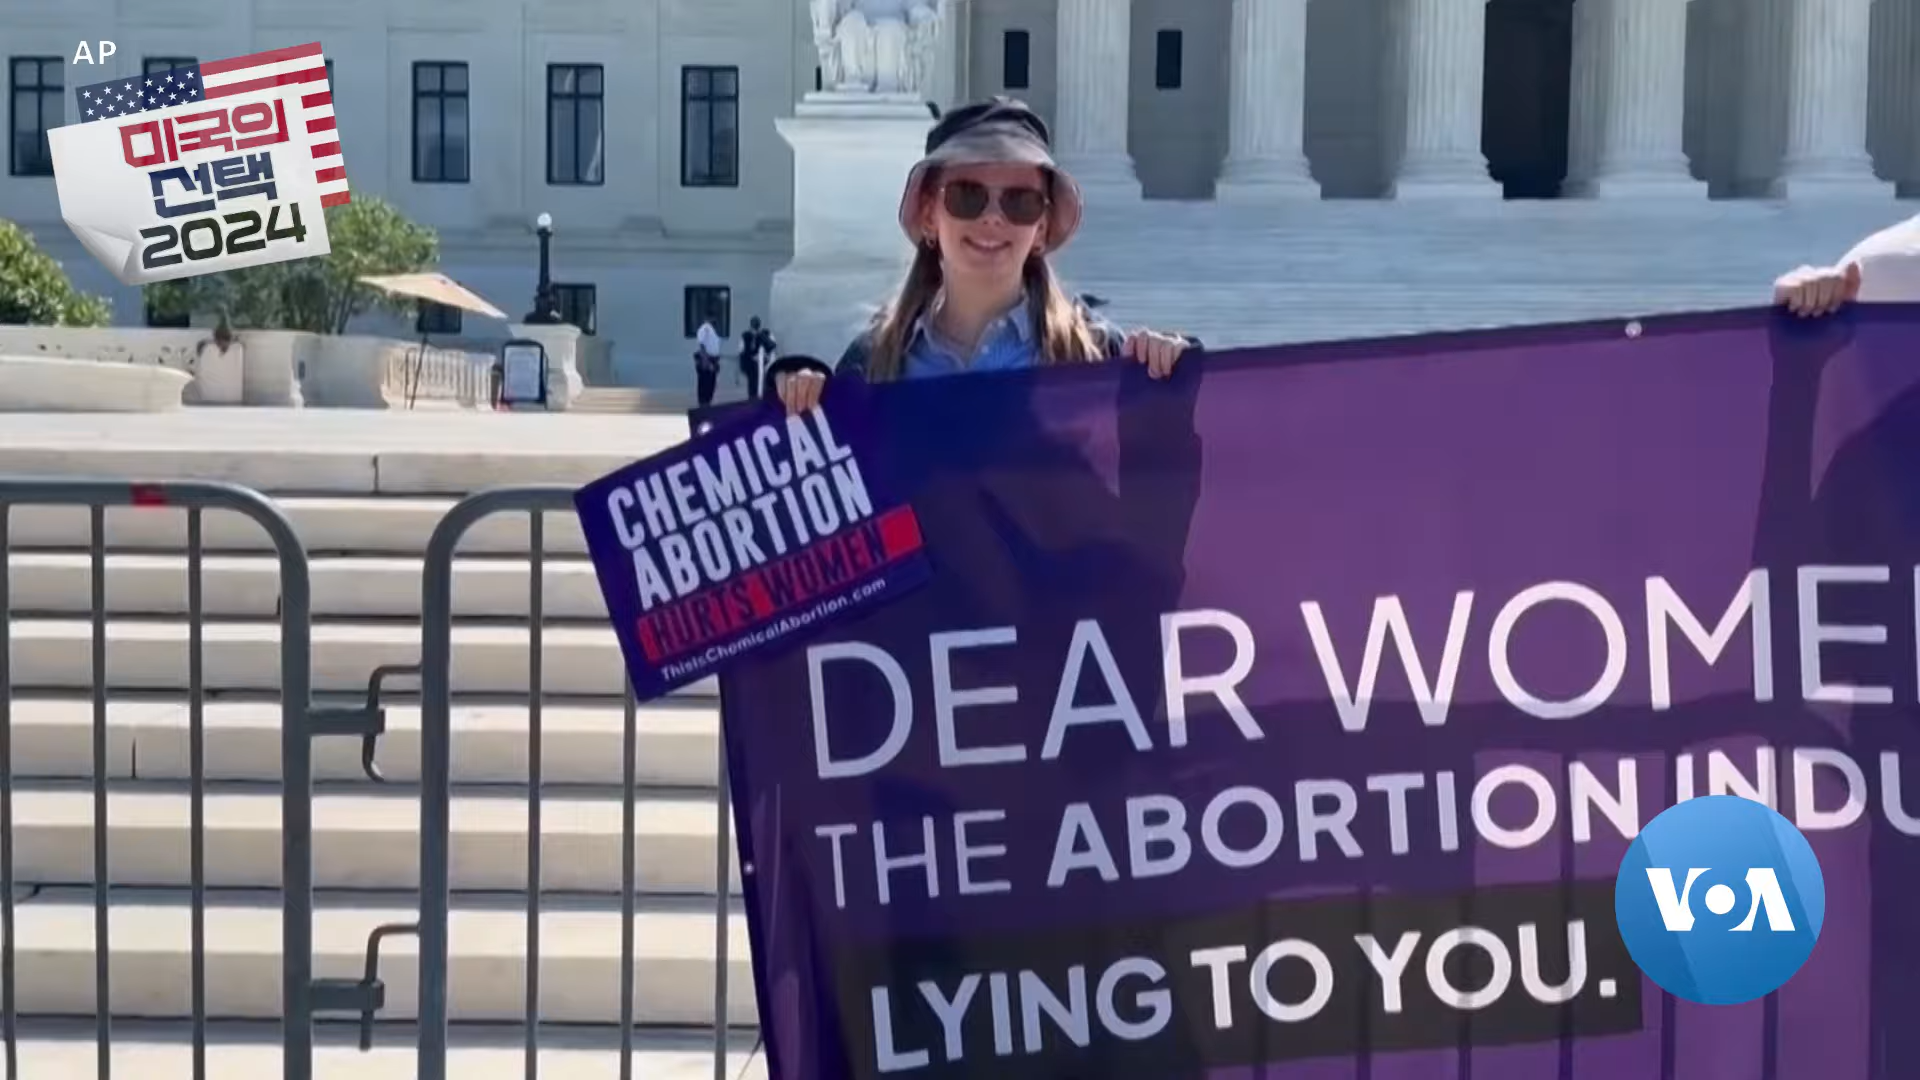 AP
미국의
선택
2024
CHEMICAL
ABORTION
HURTS WOMEN
ThisIsChemicalAbortion.com
DEAR WOME
THE ABORTION INDU
LYING TO YOU.
VOA